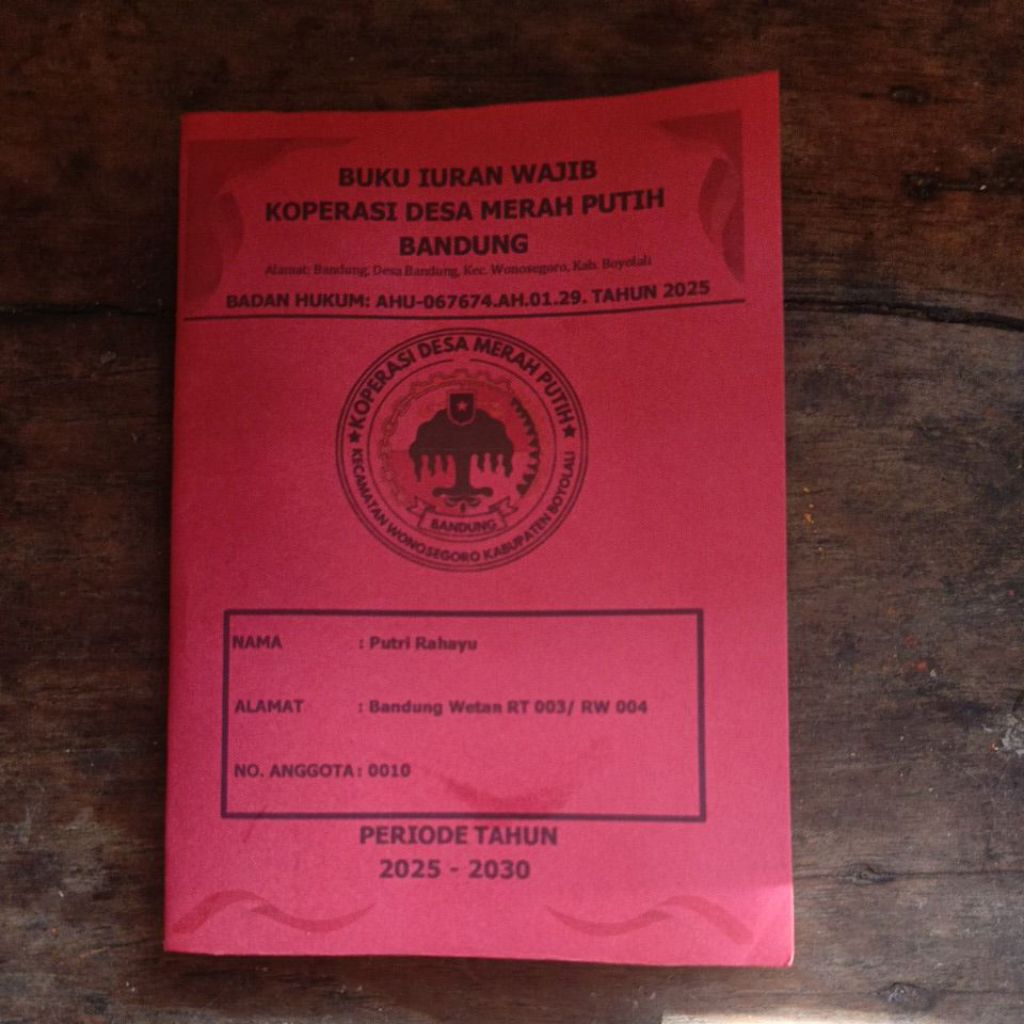 BUKU IURAN WAJIB
KOPERASI DESA MERAH PUTIH
BANDUNG
Alamat: Bandung, Desa Bandung, Kec. Wonosegoro, Kab. Boyolali
BADAN HUKUM: AHU-067674.AH.01.29. TAHUN 2025
KOPERASI DESA MERAH PUTIH
BANDUNG
KECAMATAN WONOSEGORO KABUPATEN BOYOLALI
NAMA : Putri Rahayu
ALAMAT : Bandung Wetan RT 003/ RW 004
NO. ANGGOTA : 0010
PERIODE TAHUN
2025 - 2030